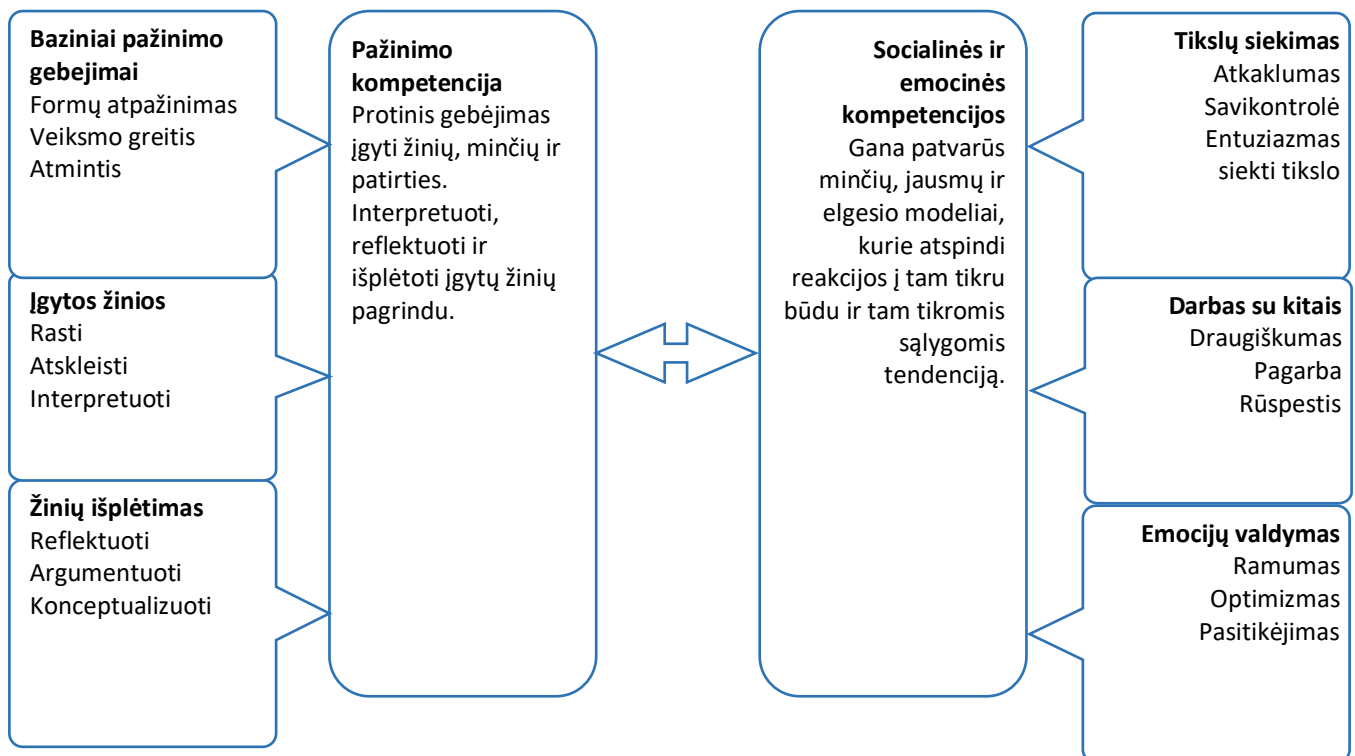 Baziniai pažinimo
gebejimai
Formų atpažinimas
Veiksmo greitis
Atmintis
Įgytos žinios
Rasti
Atskleisti
Interpretuoti
Žinių išplėtimas
Reflektuoti
Argumentuoti
Konceptualizuoti
Pažinimo
kompetencija
Protinis gebėjimas
įgyti žinių, minčių ir
patirties.
Interpretuoti,
reflektuoti ir
išplėtoti įgytų žinių
pagrindu.
Socialinės ir
emocinės
kompetencijos
Gana patvarūs
minčių, jausmų ir
elgesio modeliai,
kurie atspindi
reakcijos į tam tikru
būdu ir tam tikromis
sąlygomis
tendenciją.
Tikslų siekimas
Atkaklumas
Savikontrolė
Entuziazmas
siekti tikslo
Darbas su kitais
Draugiškumas
Pagarba
Rūspestis
Emocijų valdymas
Ramumas
Optimizmas
Pasitikėjimas